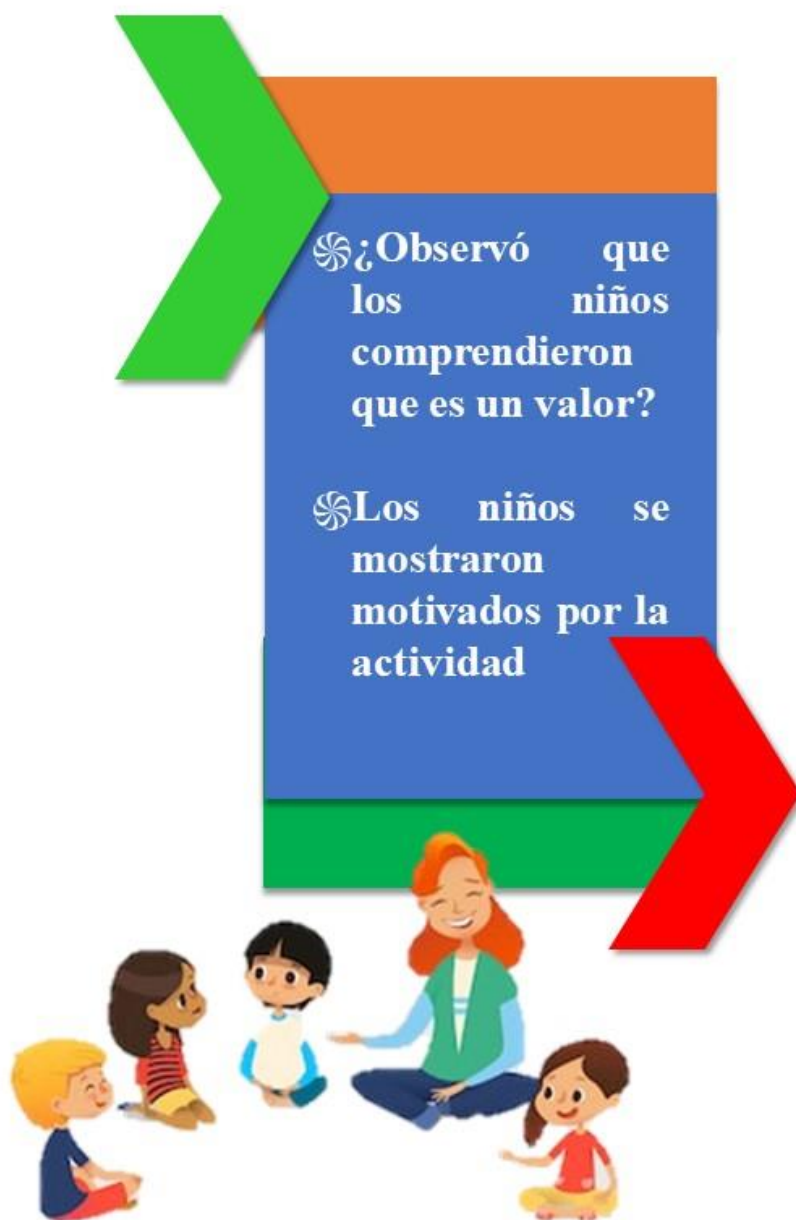 ¿Observó que
los niños
comprendieron
que es un valor?
Los niños se
mostraron
motivados por la
actividad